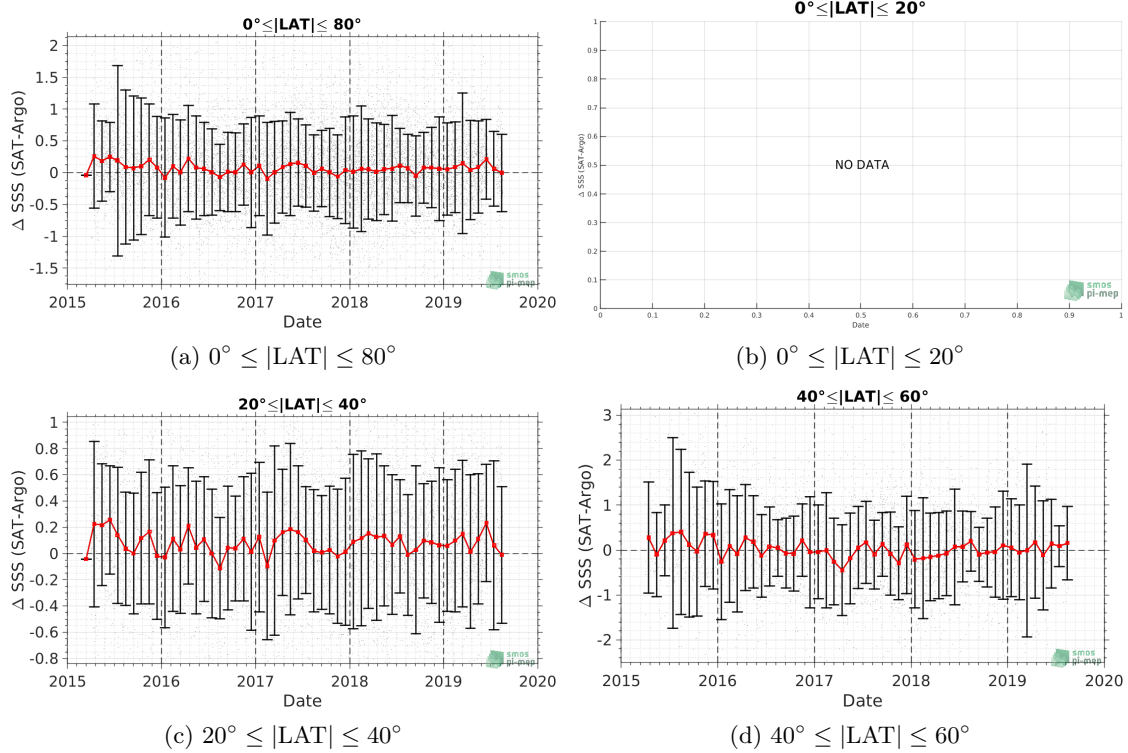 0°≤|LAT|≤ 80°
Δ SSS (SAT-Argo)
2
1.5
1
0.5
0
-0.5
-1
-1.5
2015 2016 2017 2018 2019 2020
Date
smos
pi-mep
(a) 0° ≤ |LAT| ≤ 80°
0°≤|LAT|≤ 20°
Δ SSS (SAT-Argo)
1
0.9
0.8
0.7
0.6
0.5
0.4
0.3
0.2
0.1
0
NO DATA
0 0.1 0.2 0.3 0.4 0.5 0.6 0.7 0.8 0.9 1
Date
smos
pi-mep
(b) 0° ≤ |LAT| ≤ 20°
20°≤|LAT|≤ 40°
Δ SSS (SAT-Argo)
1
0.8
0.6
0.4
0.2
0
-0.2
-0.4
-0.6
-0.8
2015 2016 2017 2018 2019 2020
Date
smos
pi-mep
(c) 20° ≤ |LAT| ≤ 40°
40°≤|LAT|≤ 60°
Δ SSS (SAT-Argo)
3
2
1
0
-1
-2
2015 2016 2017 2018 2019 2020
Date
smos
pi-mep
(d) 40° ≤ |LAT| ≤ 60°